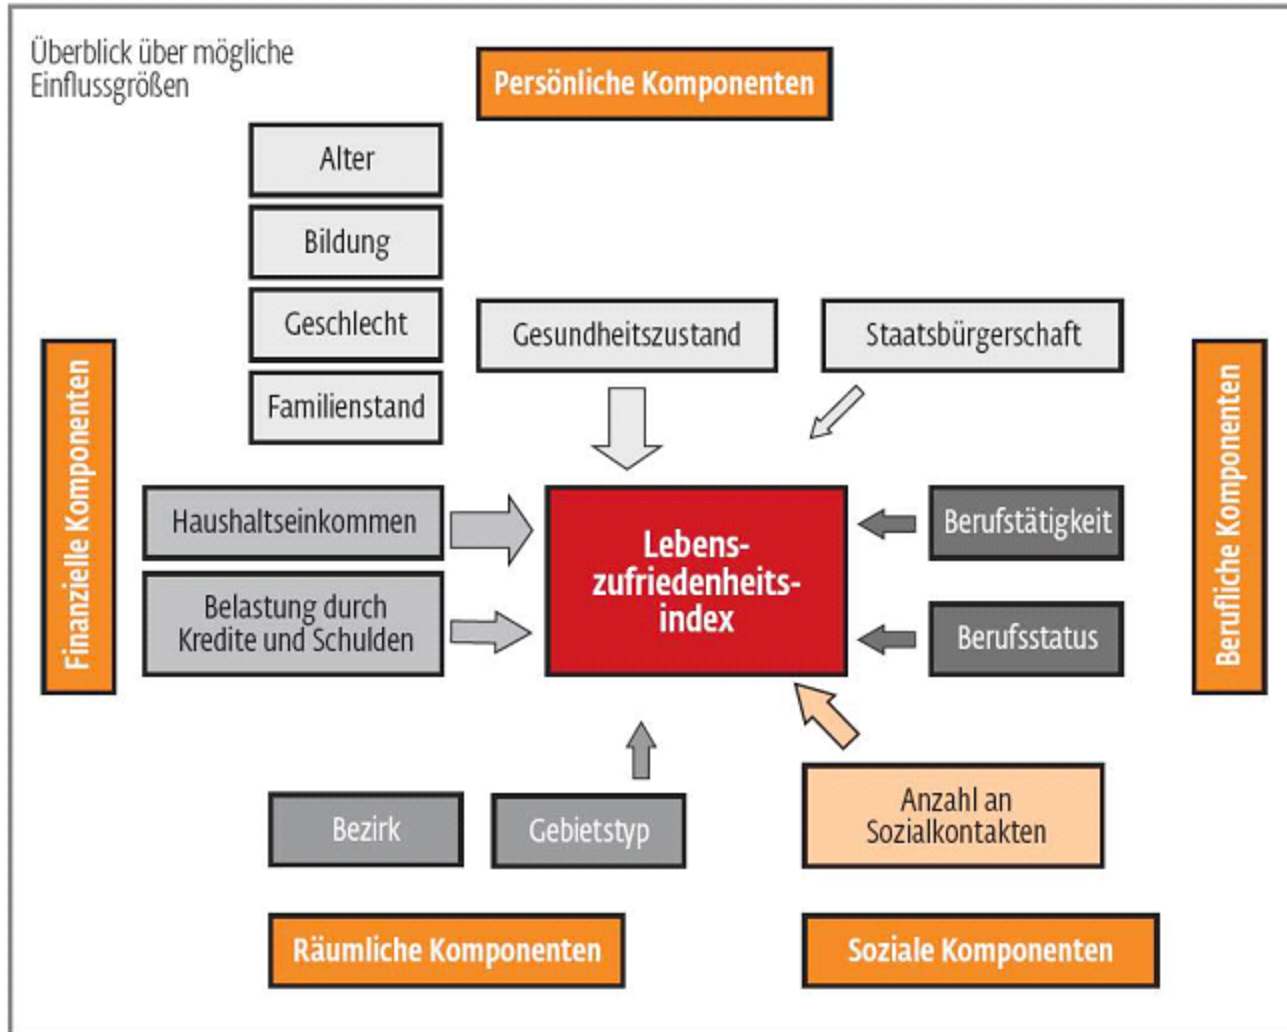 Überblick über mögliche
Einflussgrößen
Persönliche Komponenten
Alter
Bildung
Geschlecht
Familienstand
Gesundheitszustand
Staatsbürgerschaft
Finanzielle Komponenten
Haushaltseinkommen
Belastung durch
Kredite und Schulden
Lebens-
zufriedenheits-
index
Berufstätigkeit
Berufsstatus
Berufliche Komponenten
Bezirk
Gebietstyp
Anzahl an
Sozialkontakten
Räumliche Komponenten
Soziale Komponenten